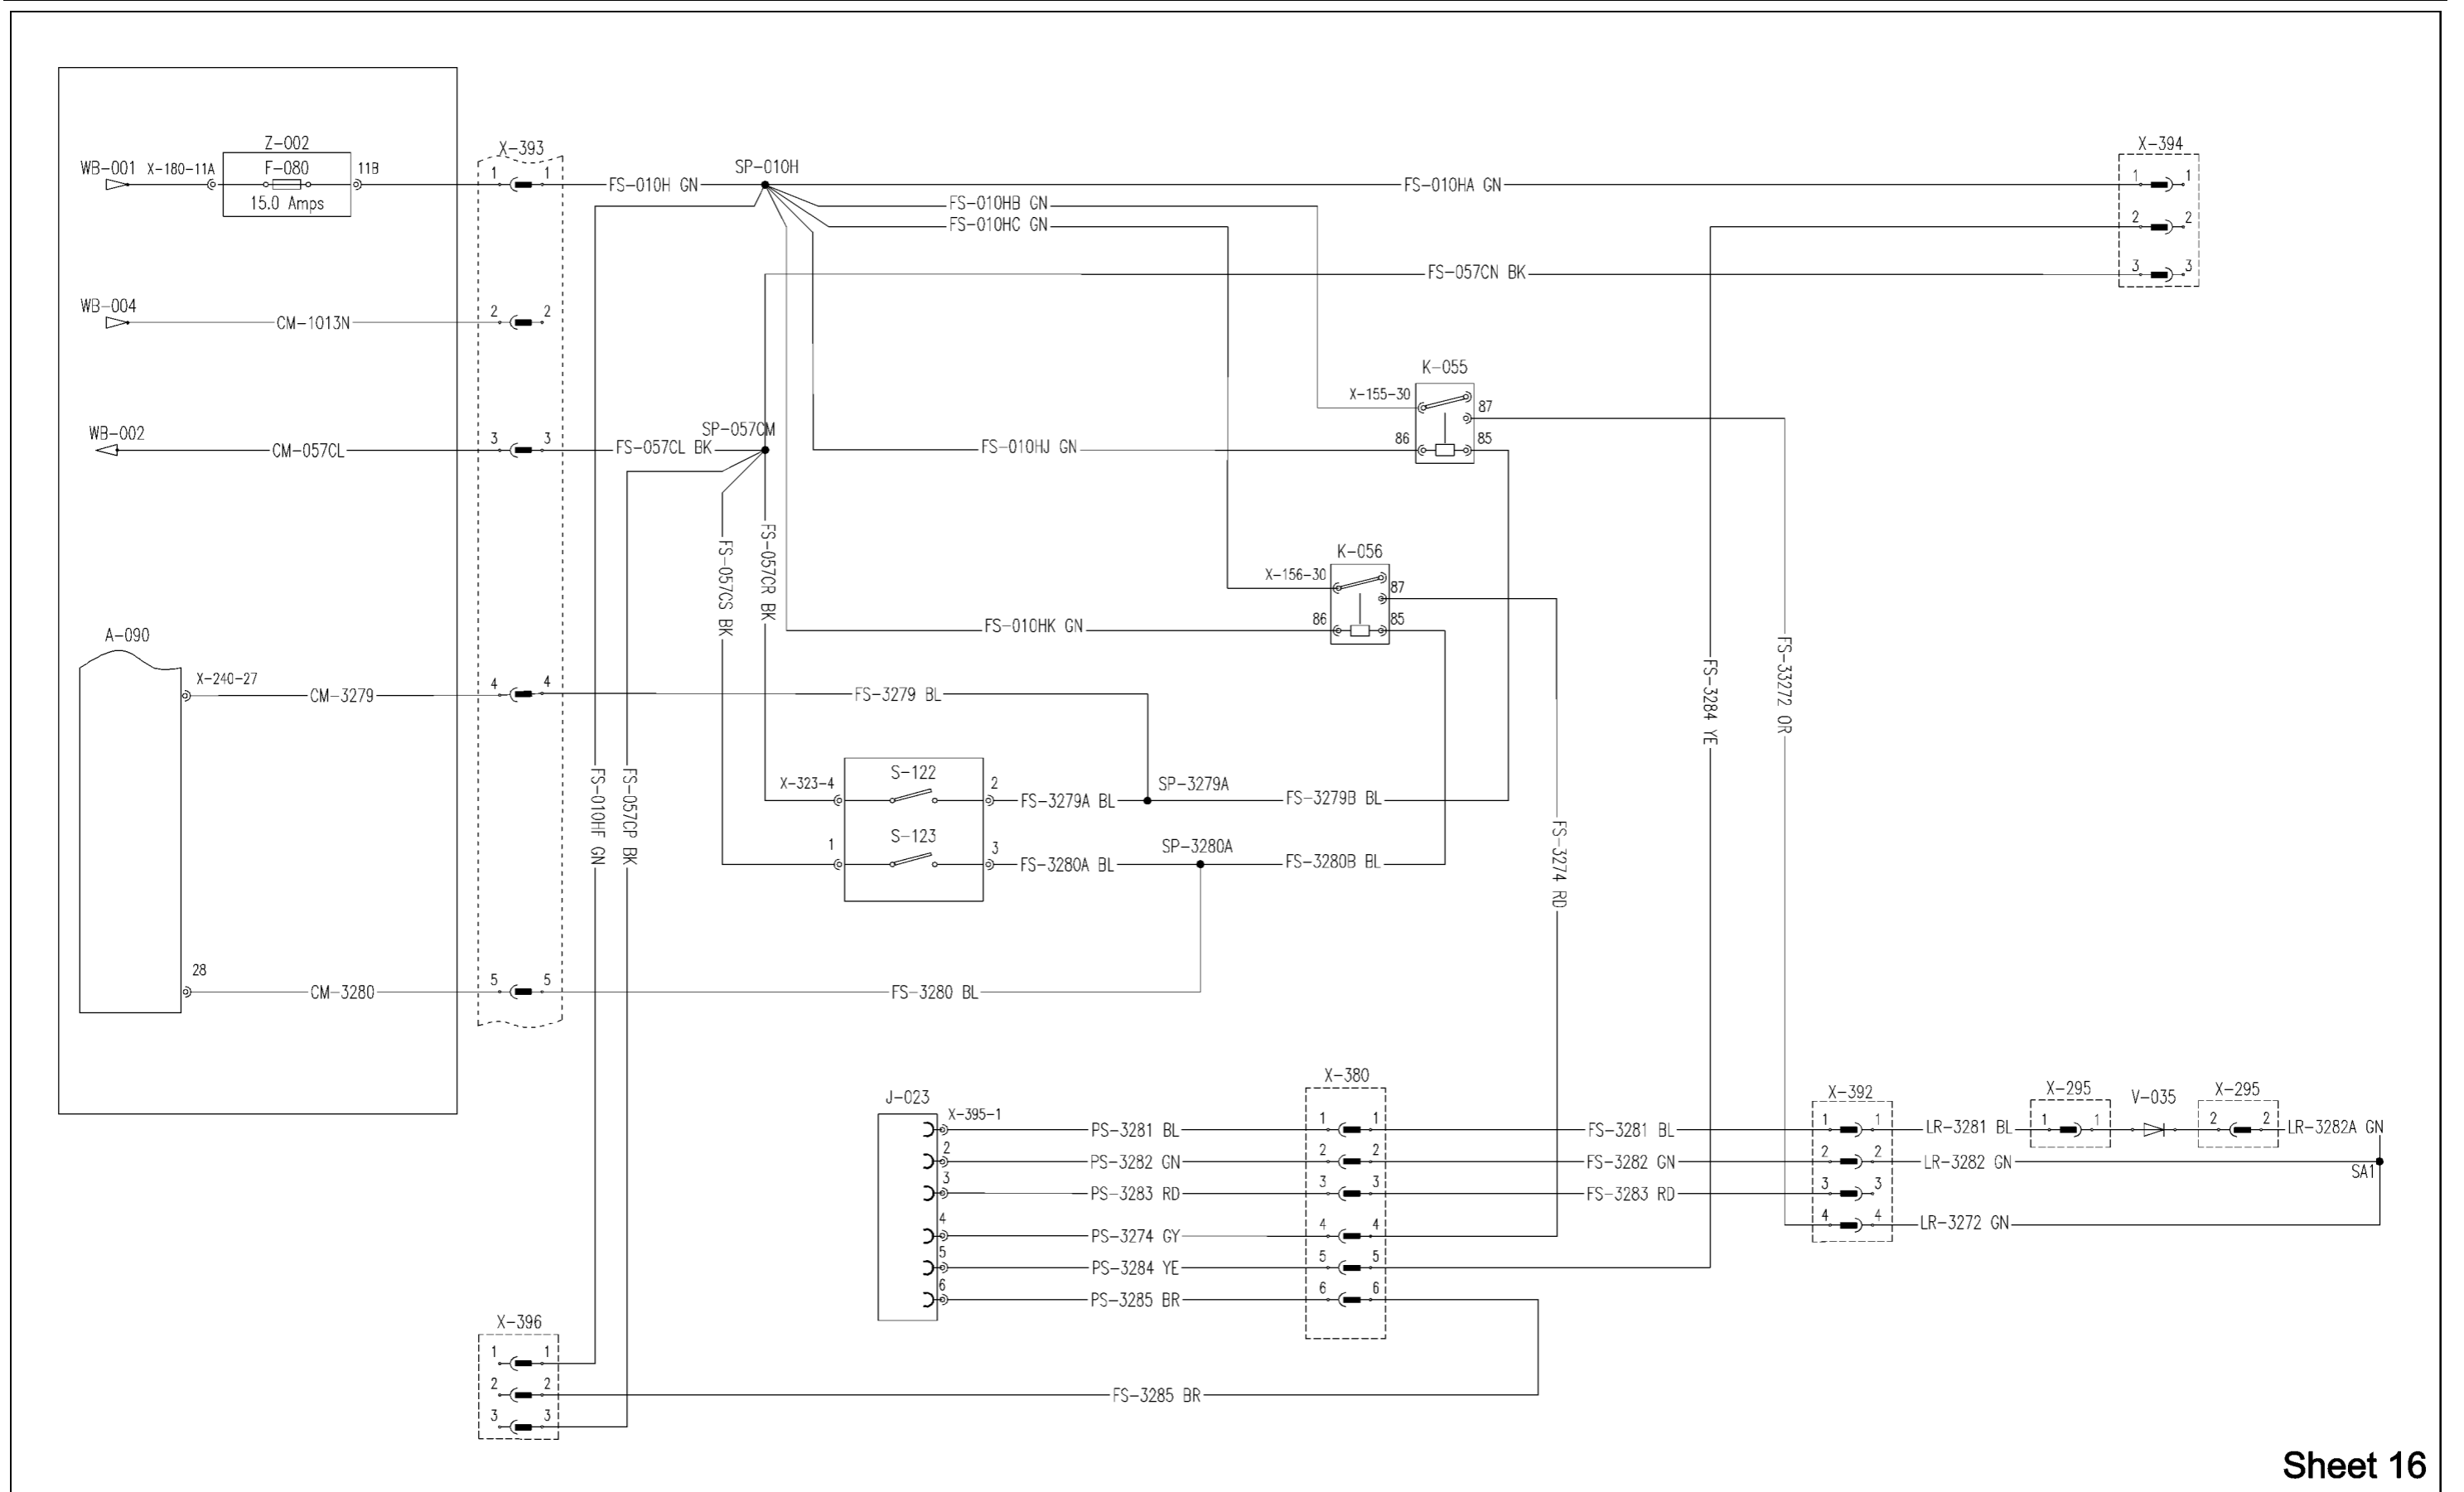 Z-002
X-393
X-394
WB-001 X-180-11A F-080 11B 1 1 FS-010H GN SP-010H FS-010HA GN 1 1
15.0 Amps
FS-010HB GN
FS-010HC GN 2 2
FS-057CN BK 3 3
WB-004
CM-1013N 2 2
K-055
X-155-30 87
WB-002
CM-057CL 3 3 FS-057CL BK SP-057CM FS-010HJ GN 86 85
FS-057CS BK
FS-057CR BK
K-056
X-156-30 87
FS-010HK GN 86 85
A-090
X-240-27
CM-3279 4 4 FS-3279 BL
FS-3284 YE
FS-33272 OR
X-323-4 S-122 2 FS-3279A BL SP-3279A FS-3279B BL
FS-010HF GN
FS-057CP BK
1 S-123 3 FS-3280A BL SP-3280A FS-3280B BL
FS-3274 RD
28
CM-3280 5 5 FS-3280 BL
J-023 X-380 X-392 X-295 V-035 X-295
X-395-1 PS-3281 BL 1 1 FS-3281 BL 1 1 LR-3281 BL 1 1 2 2 LR-3282A GN
2 PS-3282 GN 2 2 FS-3282 GN 2 2 LR-3282 GN SA1
3 PS-3283 RD 3 3 FS-3283 RD 3 3
4 PS-3274 GY 4 4 4 4 LR-3272 GN
5 PS-3284 YE 5 5
6 PS-3285 BR 6 6
X-396
1 1
2 2 FS-3285 BR
3 3
Sheet 16